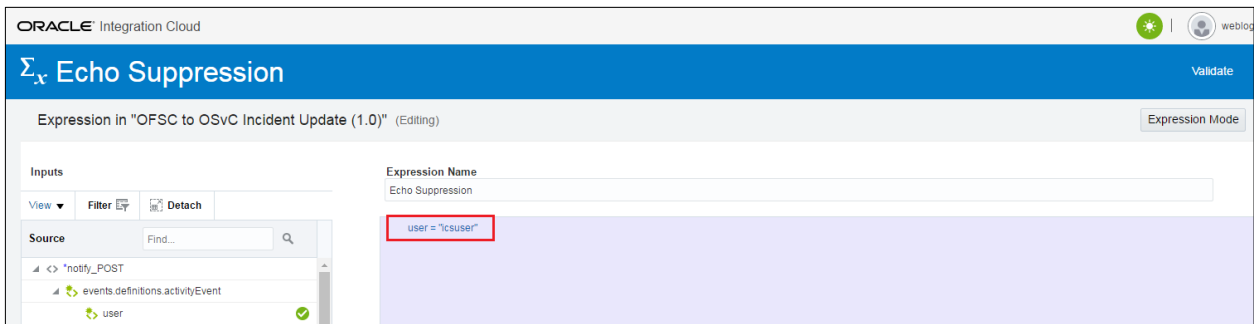 ORACLE® Integration Cloud
weblog
Σx Echo Suppression
Validate
Expression in "OFSC to OSvC Incident Update (1.0)" (Editing)
Expression Mode
Inputs
Expression Name
Echo Suppression
View Filter Detach
user = "icsuser"
Source Find...
<> *notify_POST
events.definitions.activityEvent
user